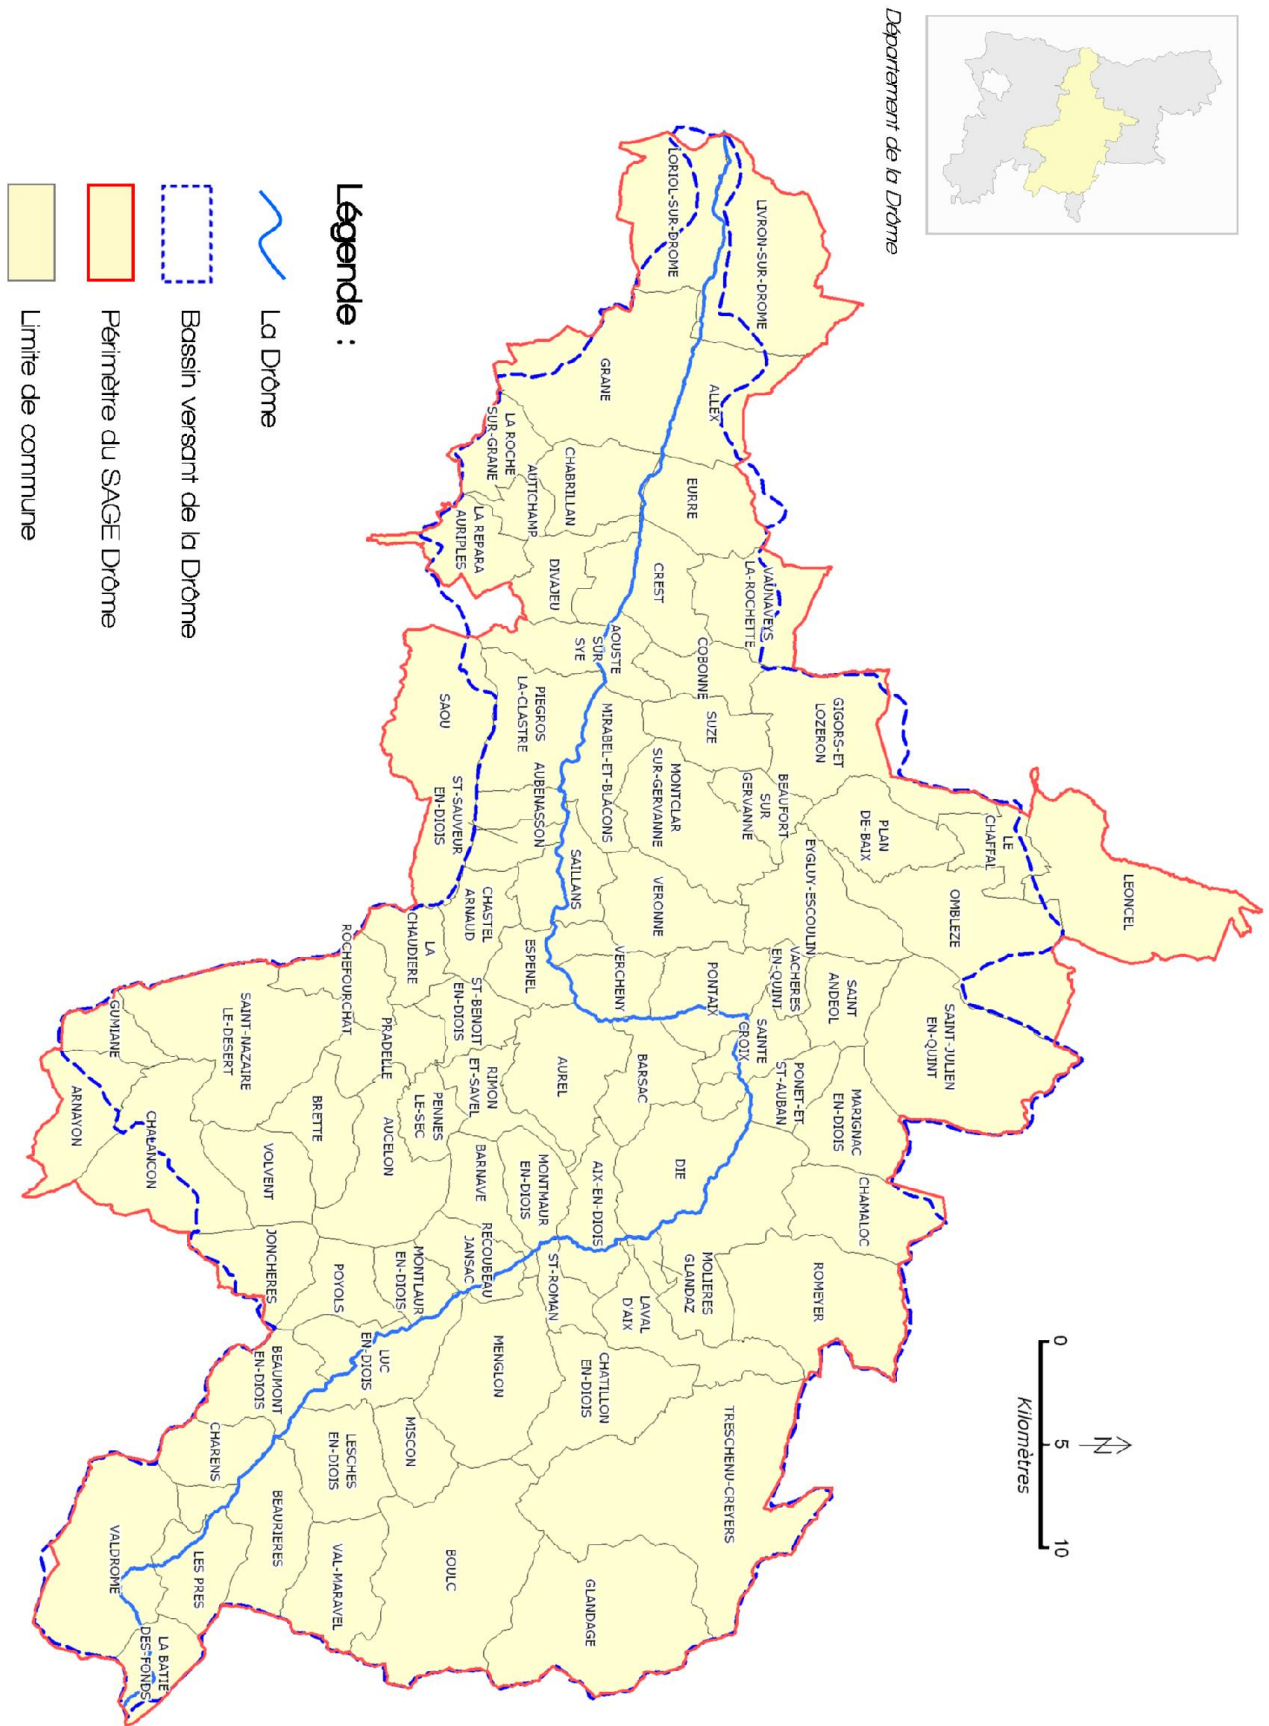 Département de la Drôme
0
5
10
Kilomètres
N
LEONCEL
LE
CHAFFAL
OMBLEZE
PLAN
DE-BAIX
GIGORS-ET
LOZERON
SAINT-JULIEN
EN-QUINT
CHAMALOC
ROMEYER
LIVRON-SUR-DROME
VAUNAVEYS
LA-ROCHETTE
BEAUFORT
SUR
GERVANNE
EYGLUY-ESCOULIN
VACHERES
EN-QUINT
SAINT
ANDEOL
MARIGNAC
EN-DIOIS
PONET-ET
ST-AUBAN
SAINTE
CROIX
ALLEX
EURRE
COBONNE
SUZE
MONTCLAR
SUR-GERVANNE
VERONNE
PONTAIX
BARSAC
DIE
MOLIERES
GLANDAZ
TRESCHENU-CREYERS
LORIOL-SUR-DROME
GRANE
CREST
AOUSTE
SUR
SYE
MIRABEL-ET-BLACONS
SAILLANS
VERCHENY
AUREL
AIX-EN-DIOIS
LAVAL
D'AIX
CHATILLON
EN-DIOIS
GLANDAGE
CHABRILLAN
DIVAJEU
PIEGROS
LA-CLASTRE
AUBENASSON
ESPENEL
MONTMAUR
EN-DIOIS
ST-ROMAN
LA ROCHE
SUR-GRANE
AUTICHAMP
LA REPARA
AURIPLES
CHASTEL
ARNAUD
ST-BENOIT
EN-DIOIS
RIMON
ET-SAVEL
BARNAVE
RECOUBEAU
JANSAC
MENGLON
SAOU
ST-SAUVEUR
EN-DIOIS
LA
CHAUDIERE
PENNES
LE-SEC
MONTLAUR
EN-DIOIS
MISCON
BOULC
PRADELLE
AUCELON
LUC
EN-DIOIS
ROCHEFOURCHAT
BRETTE
POYOLS
LESCHES
EN-DIOIS
VAL-MARAVEL
SAINT-NAZAIRE
LE-DESERT
VOLVENT
JONCHERES
BEAUMONT
EN-DIOIS
BEAURIERES
CHARENS
LES PRES
GUMIANE
CHALANCON
ARNAYON
VALDROME
LA BATIE
DES-FONDS
Légende :
La Drôme
Bassin versant de la Drôme
Périmètre du SAGE Drôme
Limite de commune